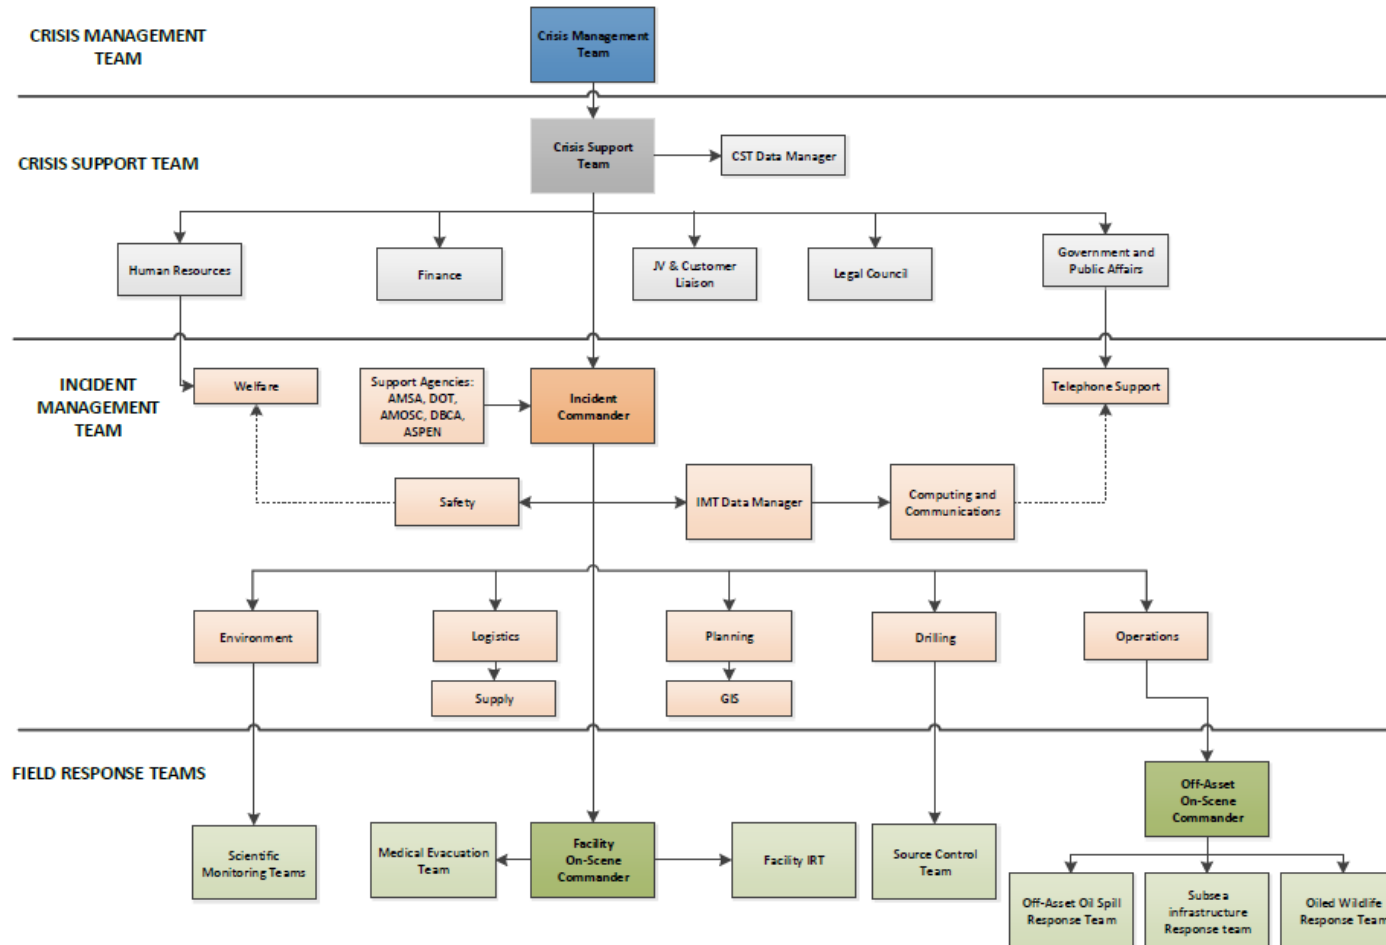 CRISIS MANAGEMENT
TEAM
Crisis Management
Team
CRISIS SUPPORT TEAM
Crisis Support
Team
CST Data Manager
Human Resources
Finance
JV & Customer
Liaison
Legal Council
Government and
Public Affairs
INCIDENT
MANAGEMENT
TEAM
Welfare
Support Agencies:
AMSA, DOT,
AMOSC, DBCA,
ASPEN
Incident
Commander
Telephone Support
Safety
IMT Data Manager
Computing and
Communications
Environment
Logistics
Planning
Drilling
Operations
Supply
GIS
FIELD RESPONSE TEAMS
Off-Asset
On-Scene
Commander
Scientific
Monitoring Teams
Medical Evacuation
Team
Facility
On-Scene
Commander
Facility IRT
Source Control
Team
Off-Asset Oil Spill
Response Team
Subsea
infrastructure
Response team
Oiled Wildlife
Response Team